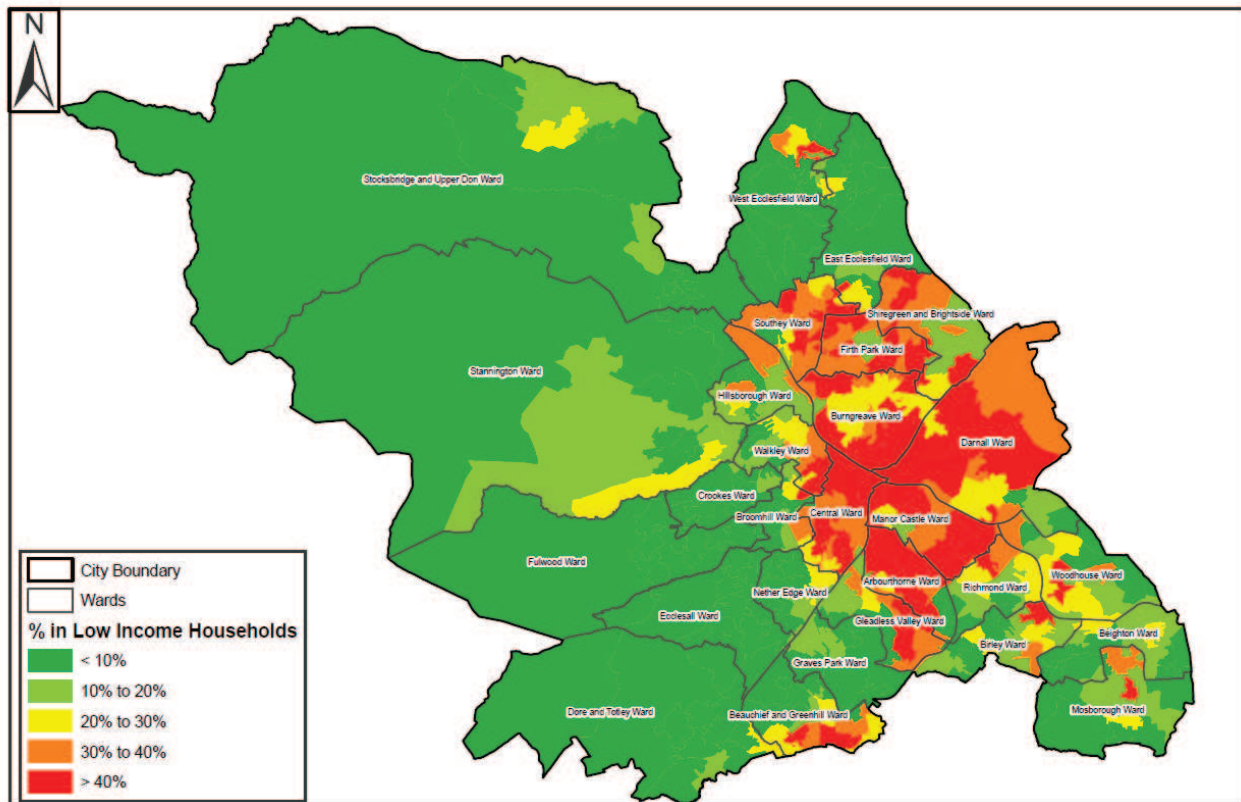 N
Stocksbridge and Upper Don Ward
West Ecclesfield Ward
East Ecclesfield Ward
Shiregreen and Brightside Ward
Southey Ward
Firth Park Ward
Stannington Ward
Hillsborough Ward
Burngreave Ward
Darnall Ward
Walkley Ward
Crookes Ward
Broomhill Ward
Central Ward
Manor Castle Ward
Fulwood Ward
Arbourthorne Ward
Richmond Ward
Woodhouse Ward
Nether Edge Ward
Ecclesall Ward
Gleadless Valley Ward
Birley Ward
Beighton Ward
Graves Park Ward
Mosborough Ward
Dore and Totley Ward
Beauchief and Greenhill Ward
City Boundary
Wards
% in Low Income Households
< 10%
10% to 20%
20% to 30%
30% to 40%
> 40%